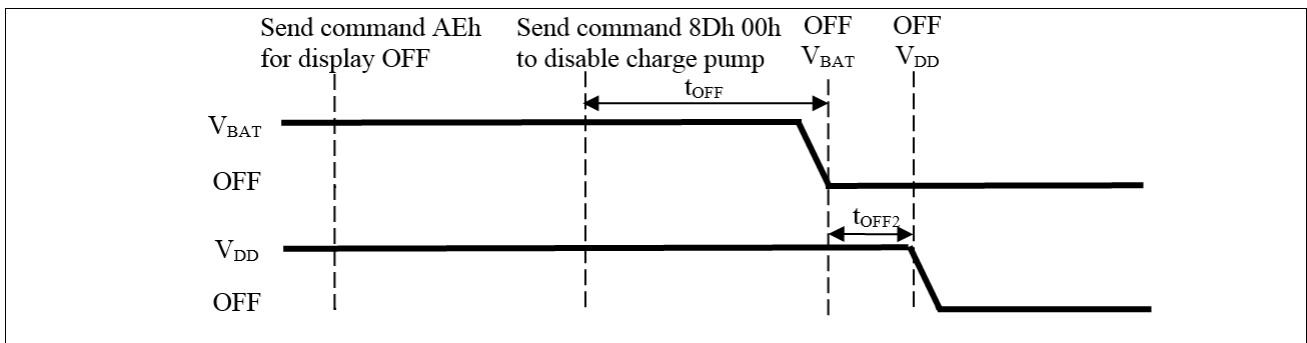 Send command AEh
for display OFF
Send command 8Dh 00h
to disable charge pump
OFF
VBAT
OFF
VDD
tOFF
VBAT
OFF
tOFF2
VDD
OFF